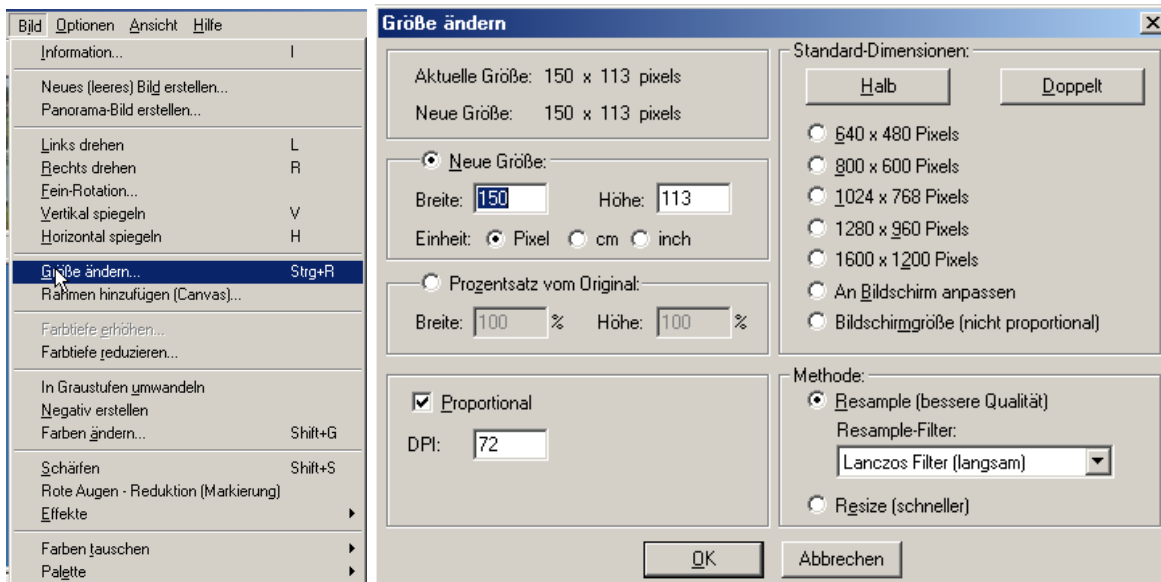 Bild Optionen Ansicht Hilfe
Information... I
Neues (leeres) Bild erstellen...
Panorama-Bild erstellen...
Links drehen L
Rechts drehen R
Fein-Rotation...
Vertikal spiegeln V
Horizontal spiegeln H
Größe ändern... Strg+R
Rahmen hinzufügen (Canvas)...
Farbtiefe erhöhen...
Farbtiefe reduzieren...
In Graustufen umwandeln
Negativ erstellen
Farben ändern... Shift+G
Schärfen Shift+S
Rote Augen - Reduktion (Markierung)
Effekte
Farben tauschen
Palette
Größe ändern
Aktuelle Größe: 150 x 113 pixels
Neue Größe: 150 x 113 pixels
Neue Größe:
Breite: 150 Höhe: 113
Einheit: Pixel cm inch
Prozentsatz vom Original:
Breite: 100 % Höhe: 100 %
Proportional
DPI: 72
Standard-Dimensionen:
Halb Doppelt
640 x 480 Pixels
800 x 600 Pixels
1024 x 768 Pixels
1280 x 960 Pixels
1600 x 1200 Pixels
An Bildschirm anpassen
Bildschirmgröße (nicht proportional)
Methode:
Resample (bessere Qualität)
Resample-Filter:
Lanczos Filter (langsam)
Resize (schneller)
OK Abbrechen